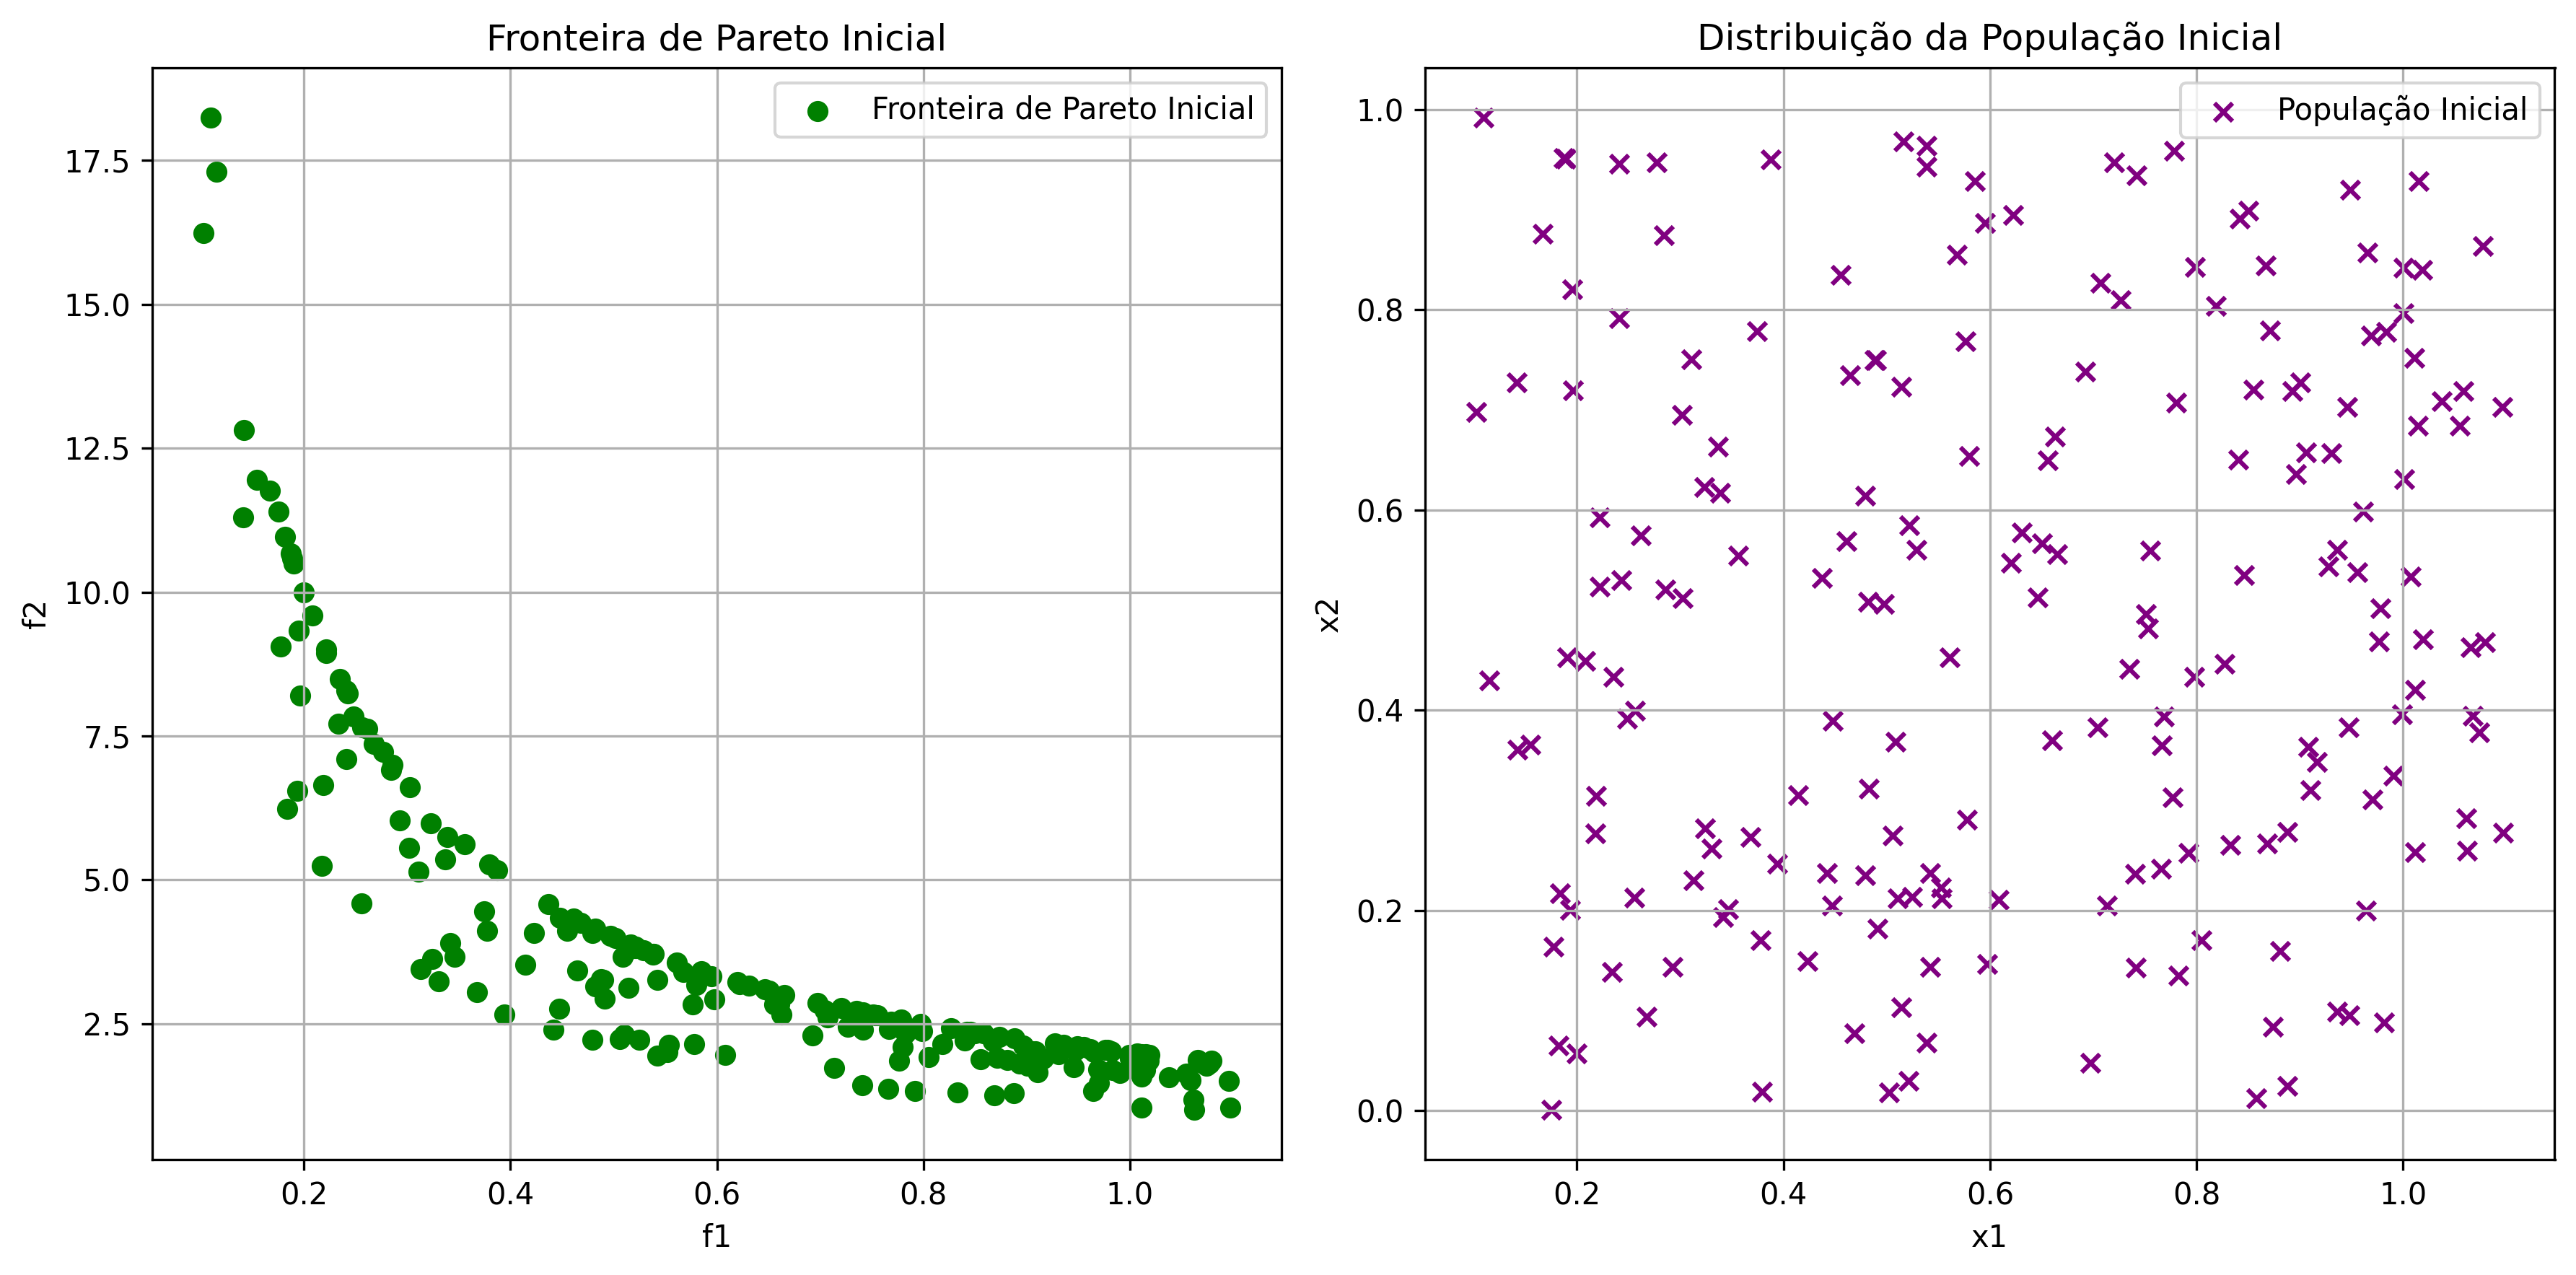 Fronteira de Pareto Inicial
Fronteira de Pareto Inicial
17.5
15.0
12.5
10.0
7.5
5.0
2.5
f2
0.2 0.4 0.6 0.8 1.0
f1
Distribuição da População Inicial
População Inicial
1.0
0.8
0.6
0.4
0.2
0.0
x2
0.2 0.4 0.6 0.8 1.0
x1